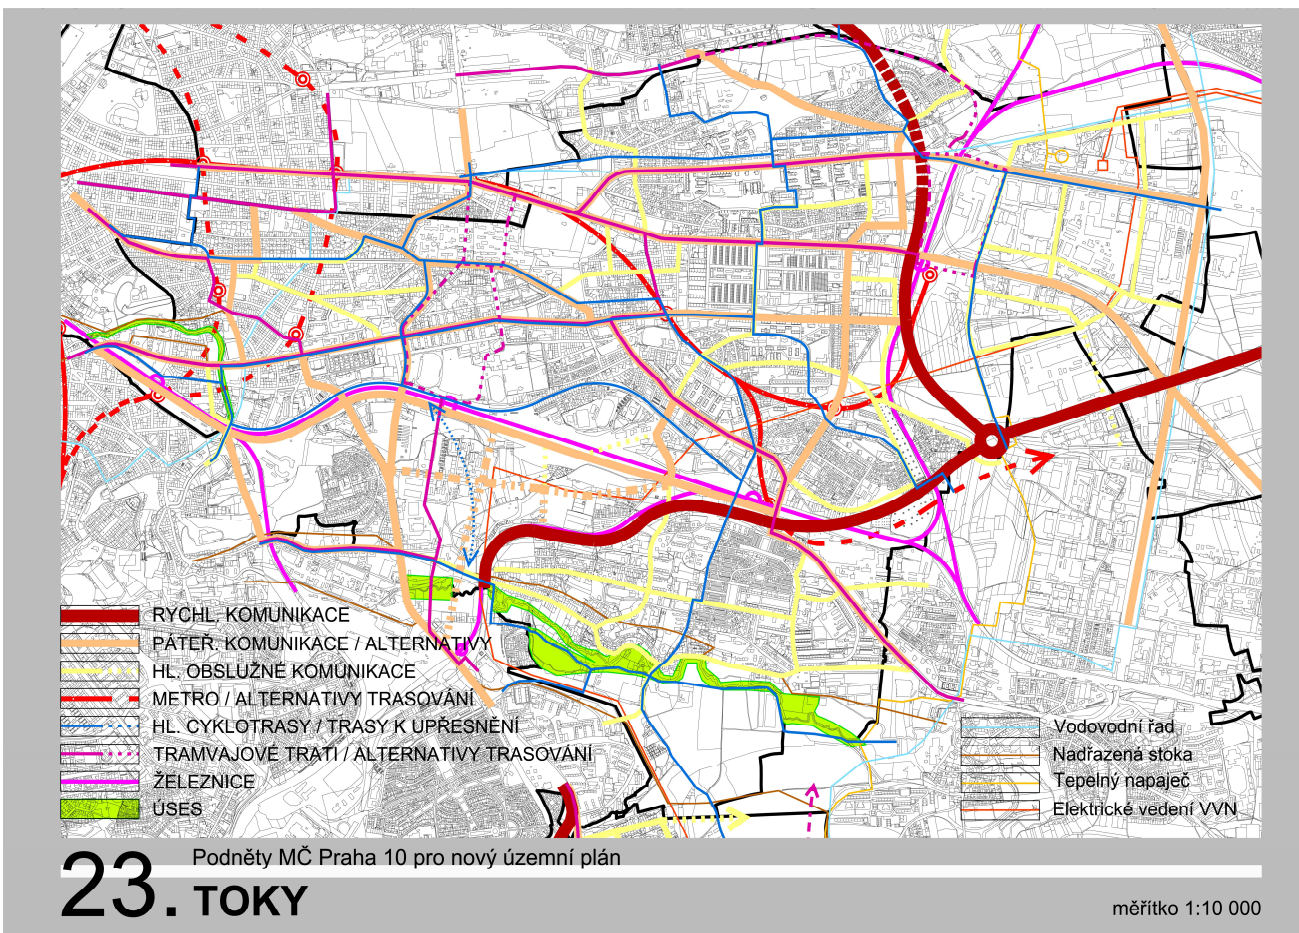 RYCHL. KOMUNIKACE
PÁTEŘ. KOMUNIKACE / ALTERNATIVY
HL. OBSLUŽNÉ KOMUNIKACE
METRO / ALTERNATIVY TRASOVÁNÍ
HL. CYKLOTRASY / TRASY K UPŘESNĚNÍ
TRAMVAJOVÉ TRATI / ALTERNATIVY TRASOVÁNÍ
ŽELEZNICE
ÚSES
Vodovodní řad
Nadřazená stoka
Tepelný napaječ
Elektrické vedení VVN
Podněty MČ Praha 10 pro nový územní plán
23. TOKY
měřítko 1:10 000